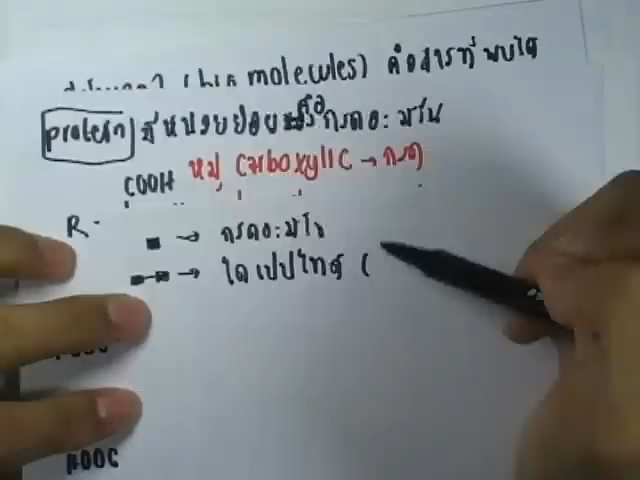 (bio molecules) คือสารที่พบใด
protein มีหน่วยย่อยคือกรดอะมิโน
COOH หมู่ Carboxylic → กรด
R-
→ กรดอะมิโน
→ ไดเปปไทด์ (